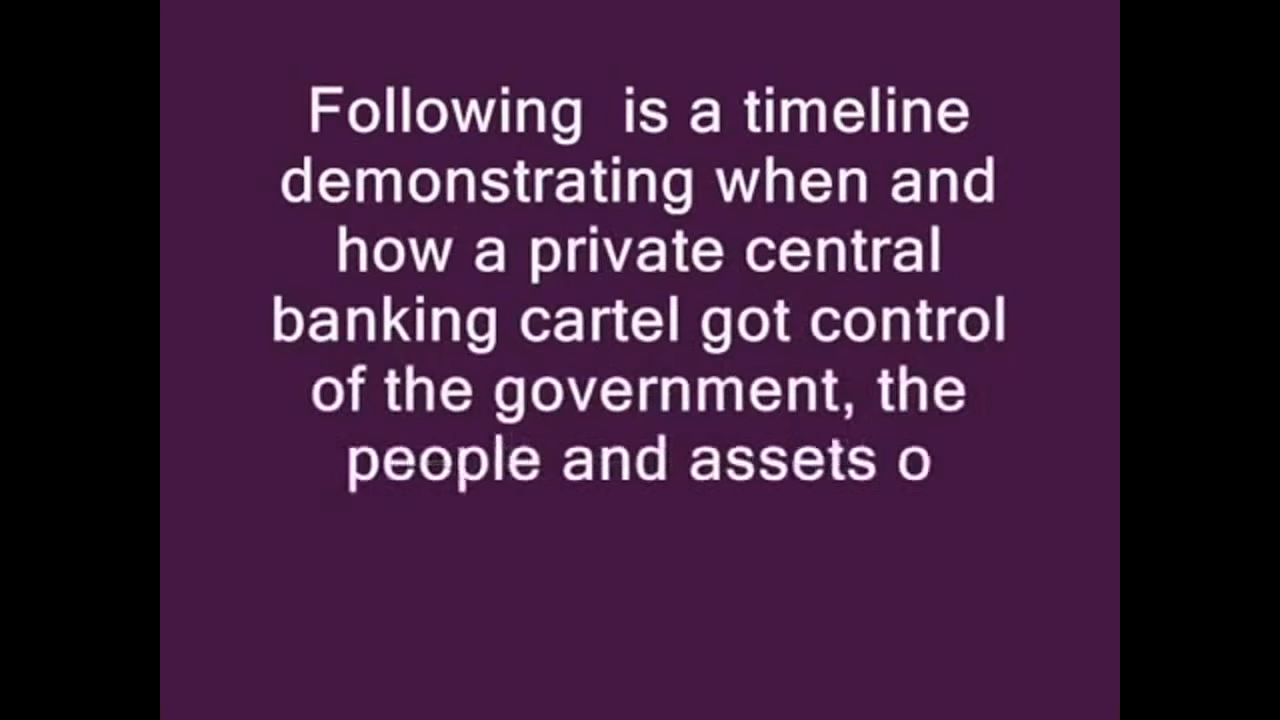 Following  is a timeline
demonstrating when and
how a private central
banking cartel got control
of the government, the
people and assets o